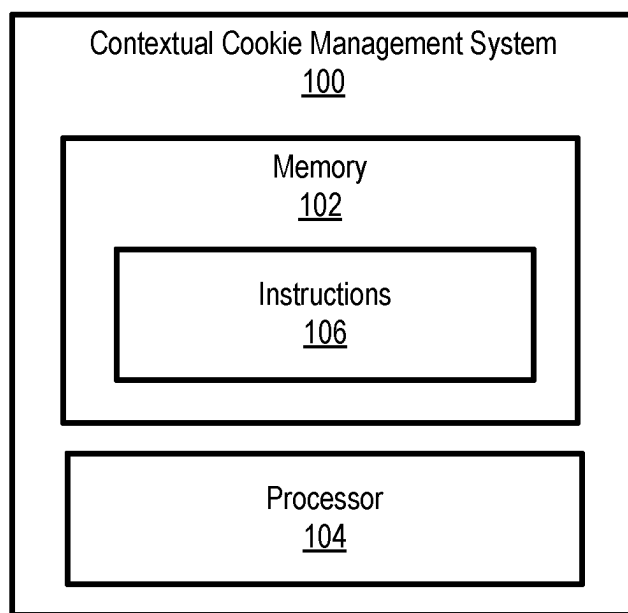 Contextual Cookie Management System
100
Memory
102
Instructions
106
Processor
104